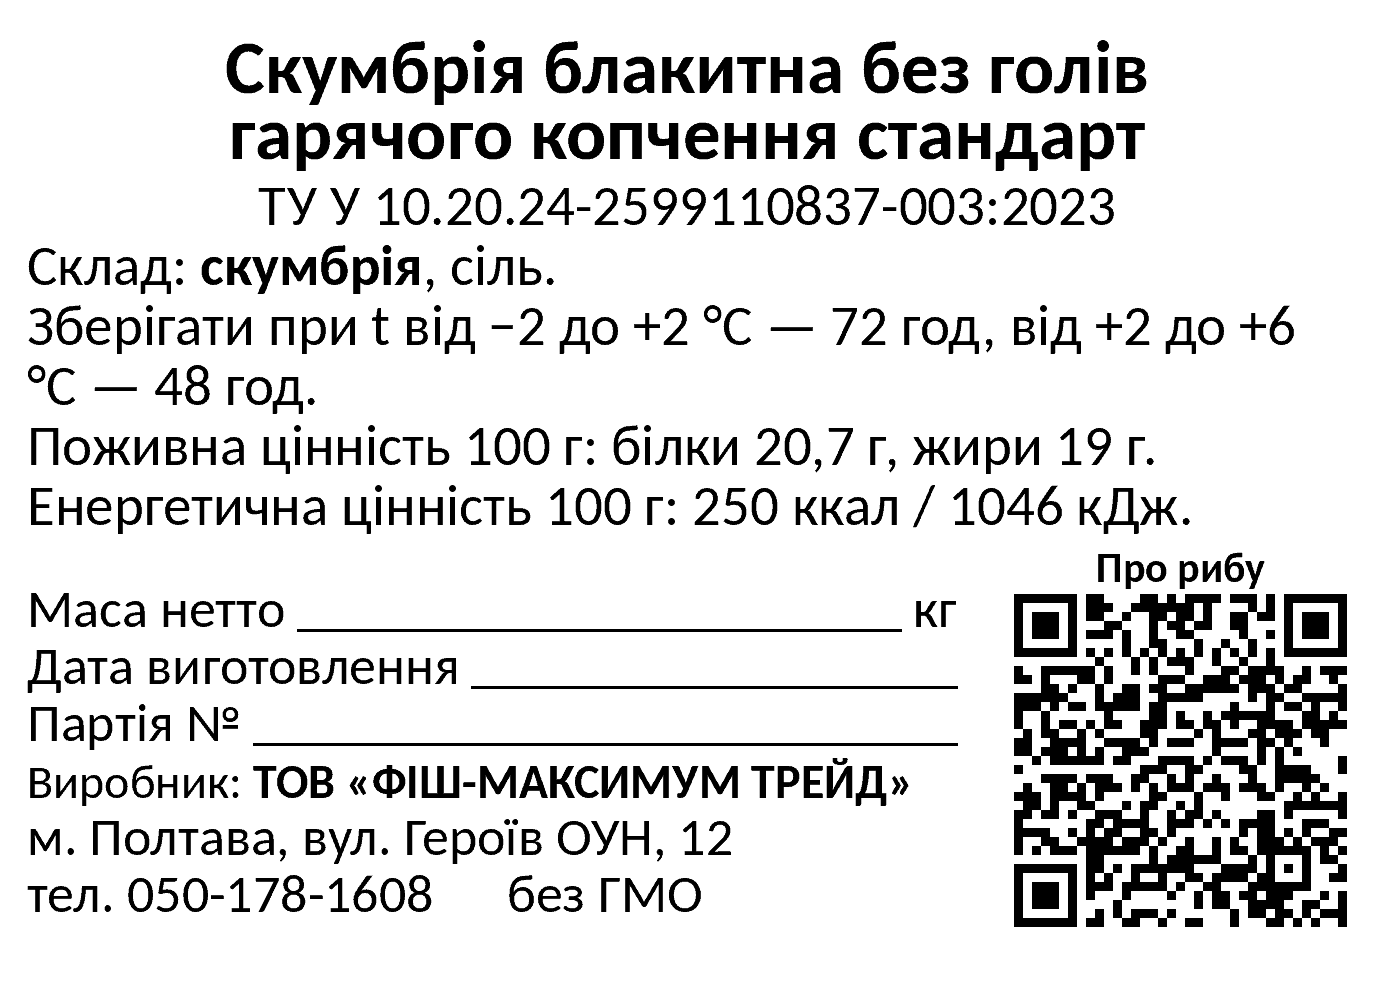 Скумбрія блакитна без голів
гарячого копчення стандарт
ТУ У 10.20.24-2599110837-003:2023
Склад: скумбрія, сіль.
Зберігати при t від −2 до +2 °С — 72 год, від +2 до +6
°С — 48 год.
Поживна цінність 100 г: білки 20,7 г, жири 19 г.
Енергетична цінність 100 г: 250 ккал / 1046 кДж.
Про рибу
Маса нетто ______________________ кг
Дата виготовлення __________________
Партія № __________________________
Виробник: ТОВ «ФІШ-МАКСИМУМ ТРЕЙД»
м. Полтава, вул. Героїв ОУН, 12
тел. 050-178-1608 без ГМО